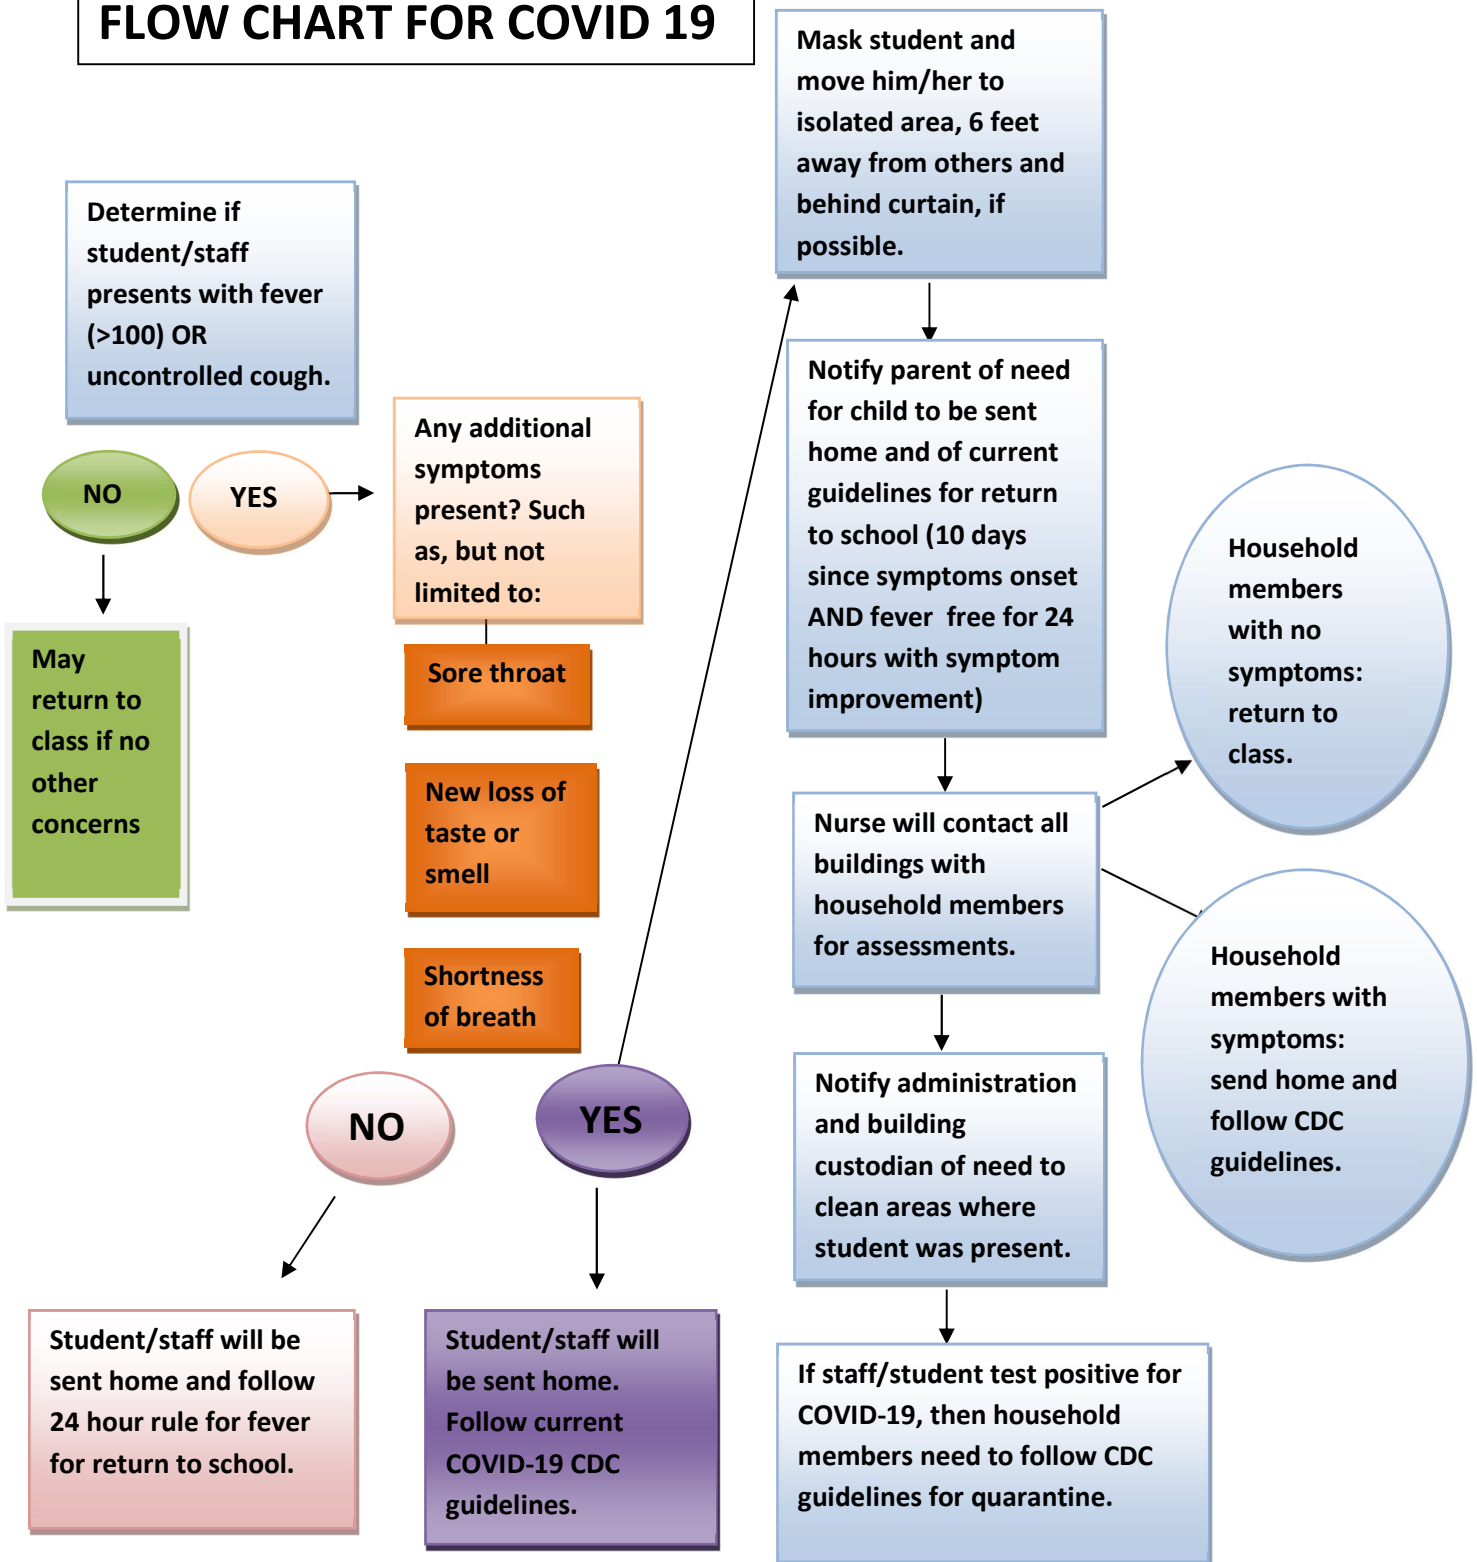 FLOW CHART FOR COVID 19
Determine if
student/staff
presents with fever
(>100) OR
uncontrolled cough.
NO
YES
May
return to
class if no
other
concerns
Any additional
symptoms
present? Such
as, but not
limited to:
Sore throat
New loss of
taste or
smell
Shortness
of breath
NO
YES
Student/staff will be
sent home and follow
24 hour rule for fever
for return to school.
Student/staff will
be sent home.
Follow current
COVID-19 CDC
guidelines.
Mask student and
move him/her to
isolated area, 6 feet
away from others and
behind curtain, if
possible.
Notify parent of need
for child to be sent
home and of current
guidelines for return
to school (10 days
since symptoms onset
AND fever  free for 24
hours with symptom
improvement)
Nurse will contact all
buildings with
household members
for assessments.
Household
members
with no
symptoms:
return to
class.
Household
members with
symptoms:
send home and
follow CDC
guidelines.
Notify administration
and building
custodian of need to
clean areas where
student was present.
If staff/student test positive for
COVID-19, then household
members need to follow CDC
guidelines for quarantine.